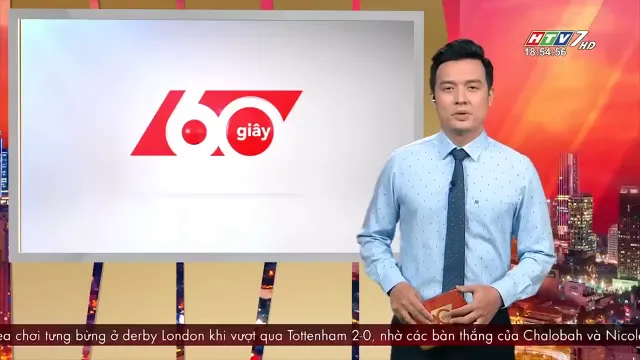 HTV7 HD
18:54:56
60 giây
ea chơi tưng bừng ở derby London khi vượt qua Tottenham 2-0, nhờ các bàn thắng của Chalobah và Nico